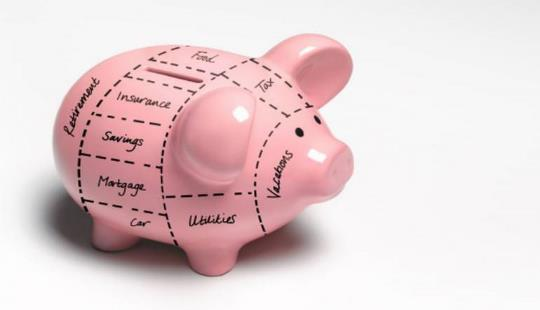 Food
Tax
Retirement
Insurance
Savings
Mortgage
Car
Utilities
Vacations